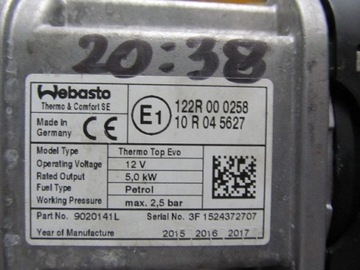 20:38
Webasto
Thermo & Comfort SE
Made in
Germany
CE
E1
122R 00 0258
10 R 04 5627
Model Type Thermo Top Evo
Operating Voltage 12 V
Rated Output 5,0 kW
Fuel Type Petrol
Working Pressure max. 2,5 bar
Part No. 9020141L Serial No. 3F 1524372707
Year of Manufacture 2015 2016 2017